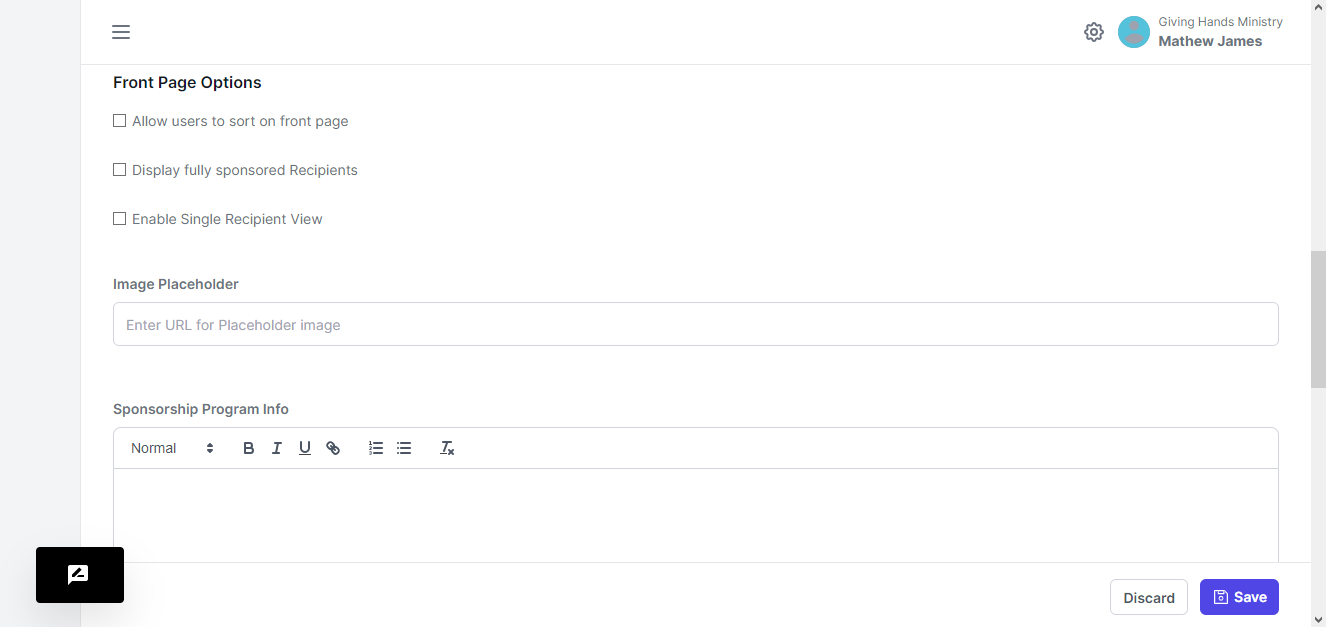 Giving Hands Ministry
Mathew James
Front Page Options
Allow users to sort on front page
Display fully sponsored Recipients
Enable Single Recipient View
Image Placeholder
Enter URL for Placeholder image
Sponsorship Program Info
Normal B I U
Discard Save